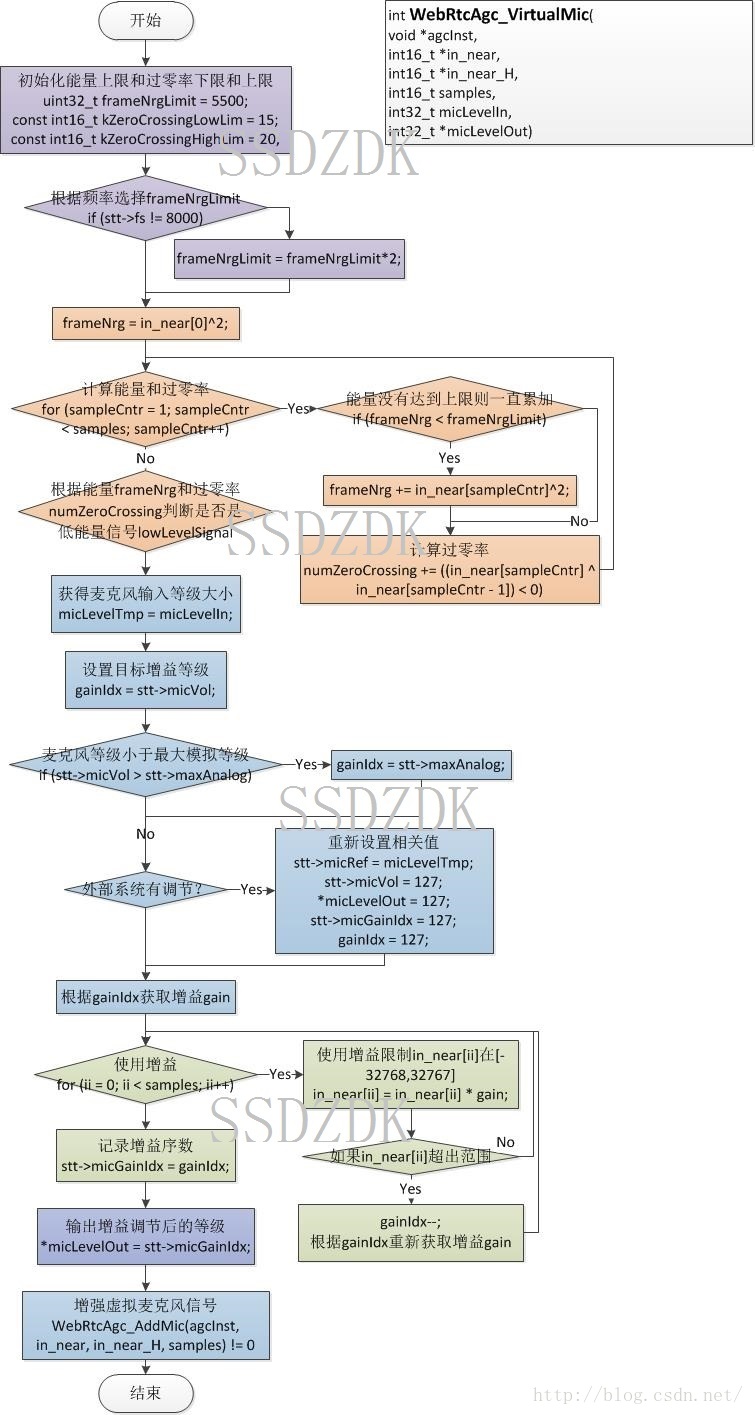 开始
int WebRtcAgc_VirtualMic(
void *agcInst,
int16_t *in_near,
int16_t *in_near_H,
int16_t samples,
int32_t micLevelIn,
int32_t *micLevelOut)
初始化能量上限和过零率下限和上限
uint32_t frameNrgLimit = 5500;
const int16_t kZeroCrossingLowLim = 15;
const int16_t kZeroCrossingHighLim = 20,
SSDZDK
根据频率选择frameNrgLimit
if (stt->fs != 8000)
frameNrgLimit = frameNrgLimit*2;
frameNrg = in_near[0]^2;
计算能量和过零率
for (sampleCntr = 1; sampleCntr
< samples; sampleCntr++)
Yes
能量没有达到上限则一直累加
if (frameNrg < frameNrgLimit)
Yes
frameNrg += in_near[sampleCntr]^2;
No
计算过零率
numZeroCrossing += ((in_near[sampleCntr] ^
in_near[sampleCntr - 1]) < 0)
No
根据能量frameNrg和过零率
numZeroCrossing判断是否是
低能量信号lowLevelSignal
SSDZDK
获得麦克风输入等级大小
micLevelTmp = micLevelIn;
设置目标增益等级
gainIdx = stt->micVol;
麦克风等级小于最大模拟等级
if (stt->micVol > stt->maxAnalog)
Yes
gainIdx = stt->maxAnalog;
SSDZDK
No
外部系统有调节？
Yes
重新设置相关值
stt->micRef = micLevelTmp;
stt->micVol = 127;
*micLevelOut = 127;
stt->micGainIdx = 127;
gainIdx = 127;
根据gainIdx获取增益gain
使用增益
for (ii = 0; ii < samples; ii++)
Yes
使用增益限制in_near[ii]在[-
32768,32767]
in_near[ii] = in_near[ii] * gain;
SSDZDK
如果in_near[ii]超出范围
No
Yes
gainIdx--;
根据gainIdx重新获取增益gain
记录增益序数
stt->micGainIdx = gainIdx;
输出增益调节后的等级
*micLevelOut = stt->micGainIdx;
增强虚拟麦克风信号
WebRtcAgc_AddMic(agcInst,
in_near, in_near_H, samples) != 0
结束
http://blog.csdn.net/